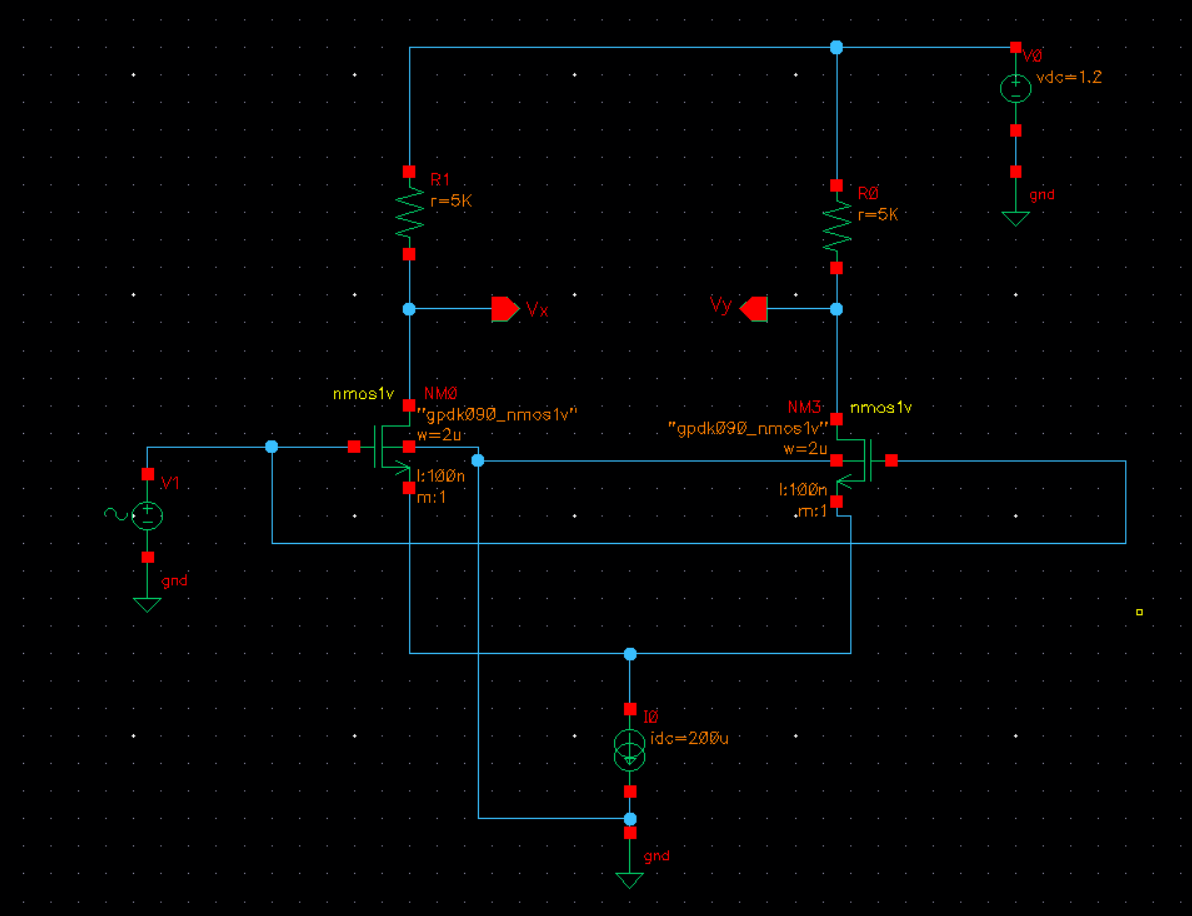 V0
vdc=1.2
R1
r=5K
R0
r=5K
gnd
Vx
Vy
nmos1v
NM0
"gpdk090_nmos1v"
w=2u
l:100n
m:1
NM3
nmos1v
"gpdk090_nmos1v"
w=2u
l:100n
m:1
V1
gnd
I0
idc=200u
gnd